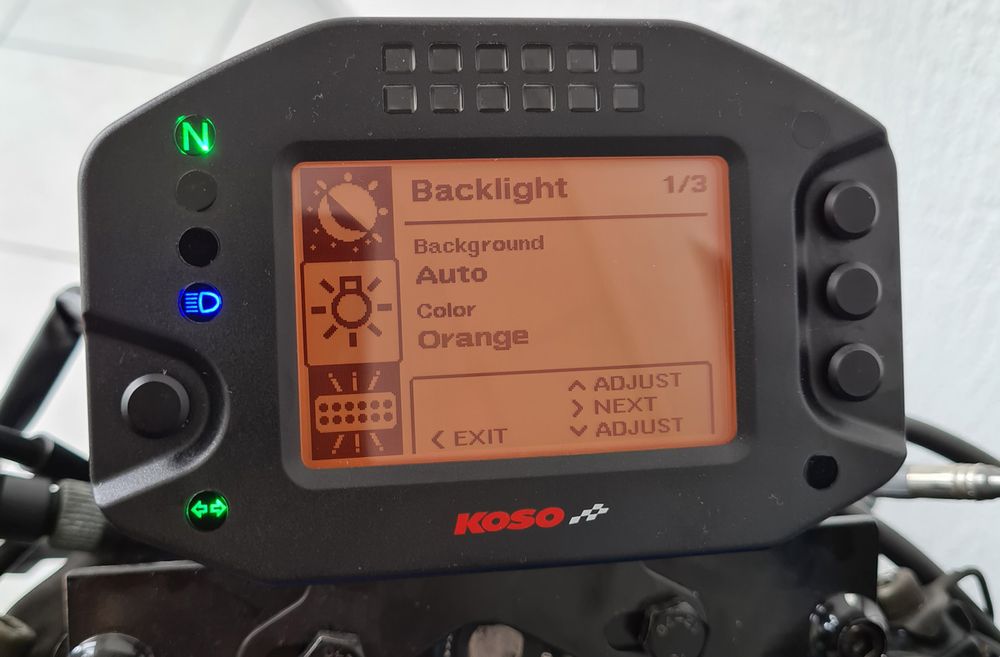 N
Backlight 1/3
Background
Auto
Color
Orange
^ ADJUST
> NEXT
< EXIT
⌄ ADJUST
KOSO